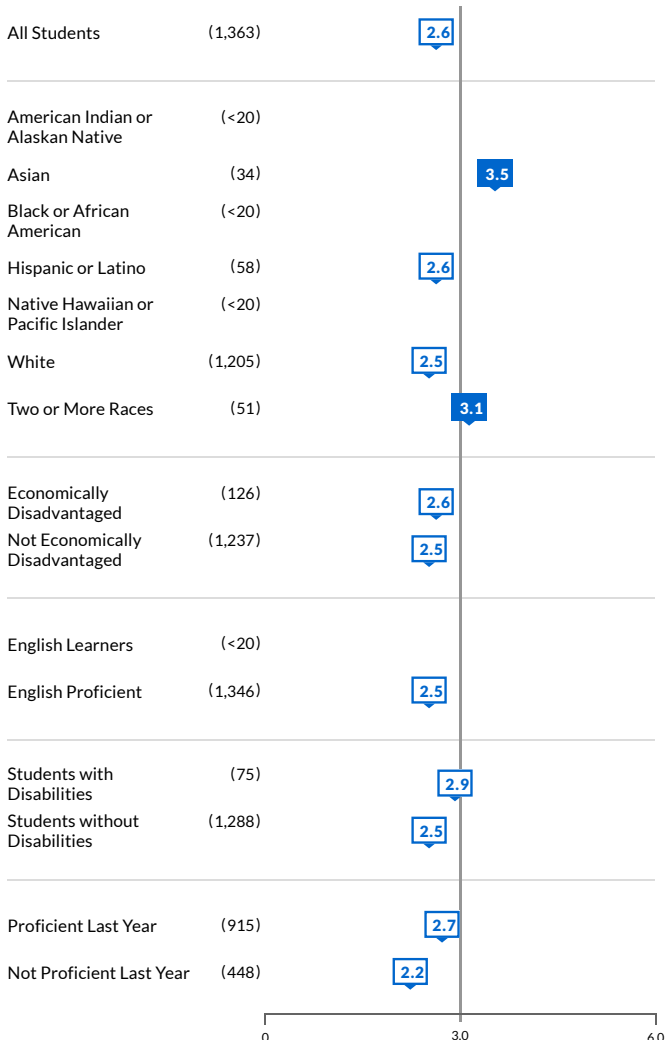 All Students (1,363) 2.6
American Indian or (<20)
Alaskan Native
Asian (34) 3.5
Black or African (<20)
American
Hispanic or Latino (58) 2.6
Native Hawaiian or (<20)
Pacific Islander
White (1,205) 2.5
Two or More Races (51) 3.1
Economically (126) 2.6
Disadvantaged
Not Economically (1,237) 2.5
Disadvantaged
English Learners (<20)
English Proficient (1,346) 2.5
Students with (75) 2.9
Disabilities
Students without (1,288) 2.5
Disabilities
Proficient Last Year (915) 2.7
Not Proficient Last Year (448) 2.2
0 3.0 6.0